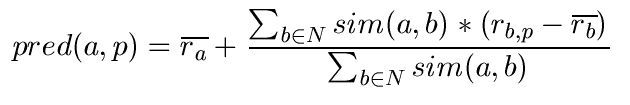 $pred(a,p) = \overline{r_a} + \frac{\sum_{b \in N} sim(a,b) * (r_{b,p} - \overline{r_b})}{\sum_{b \in N} sim(a,b)}$